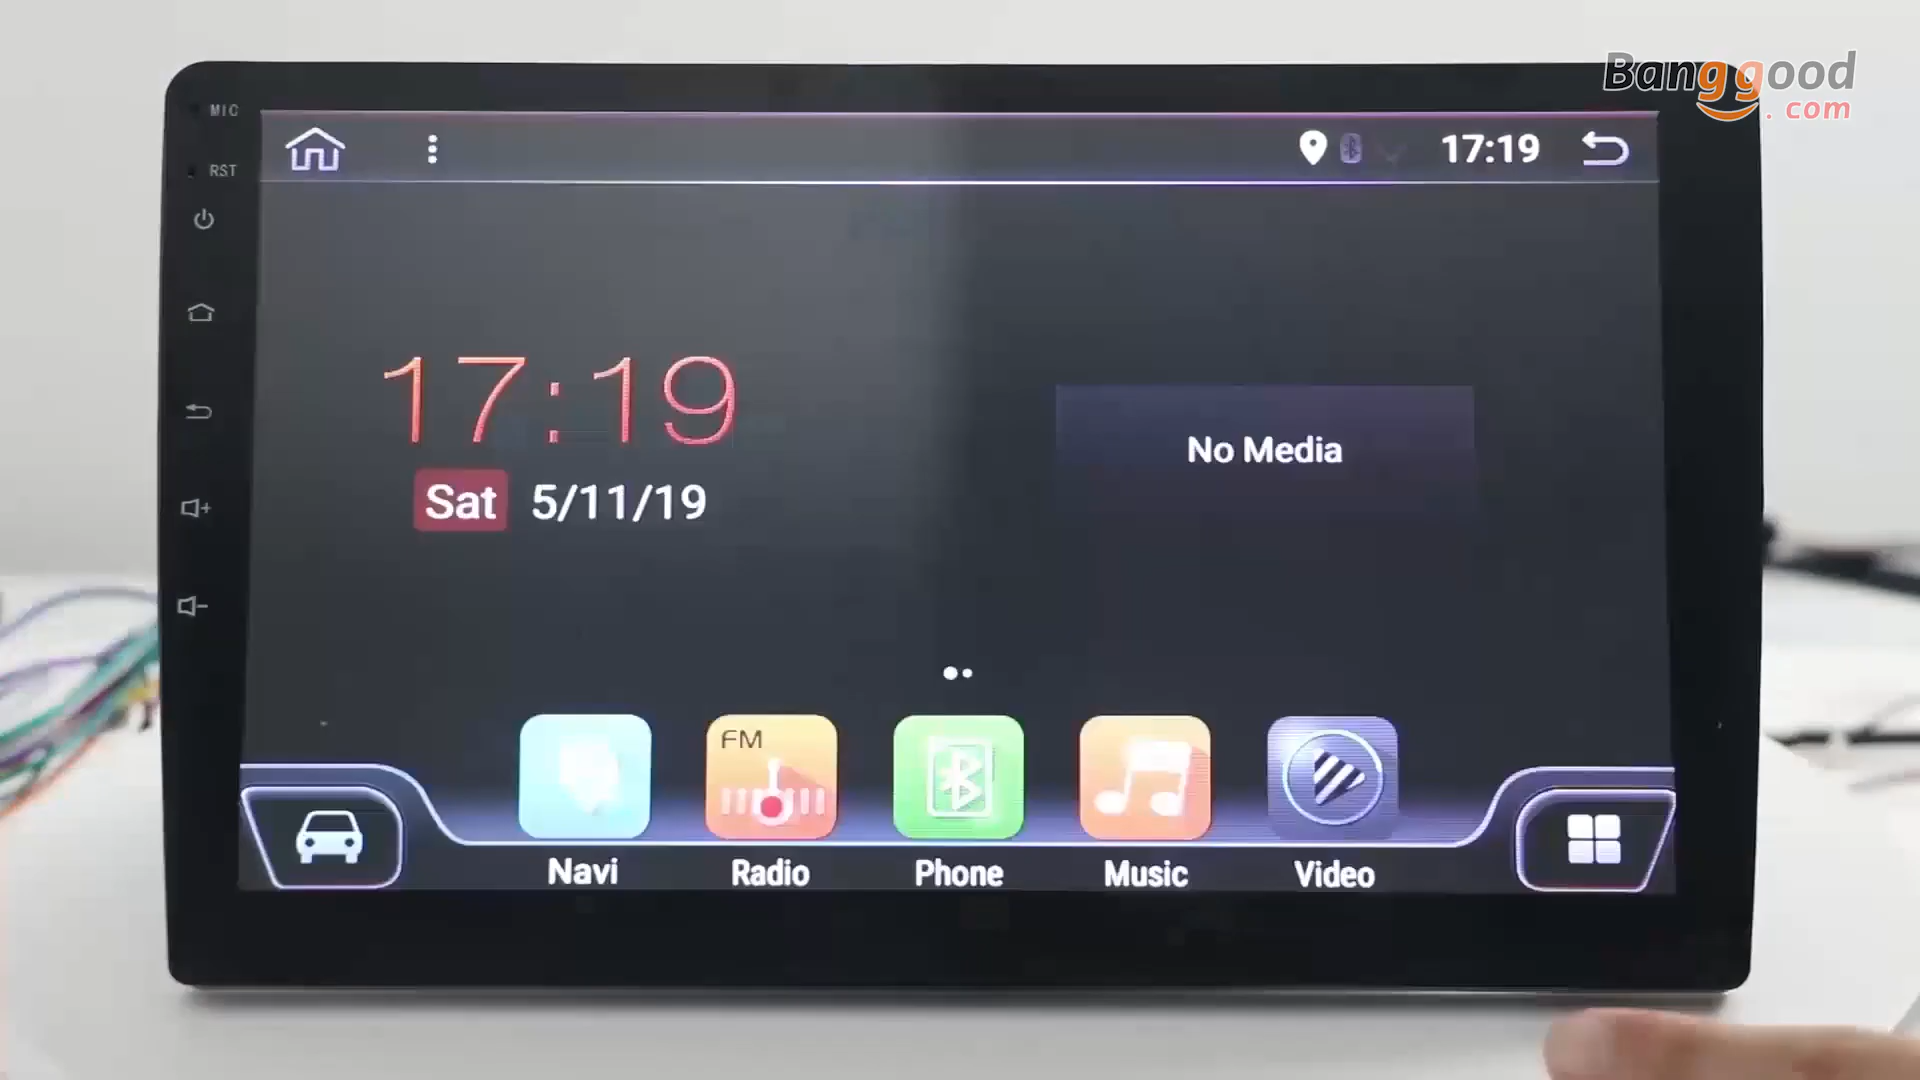 Banggood
.com
MIC
RST
17:19
17:19
Sat 5/11/19
No Media
FM
Navi
Radio
Phone
Music
Video